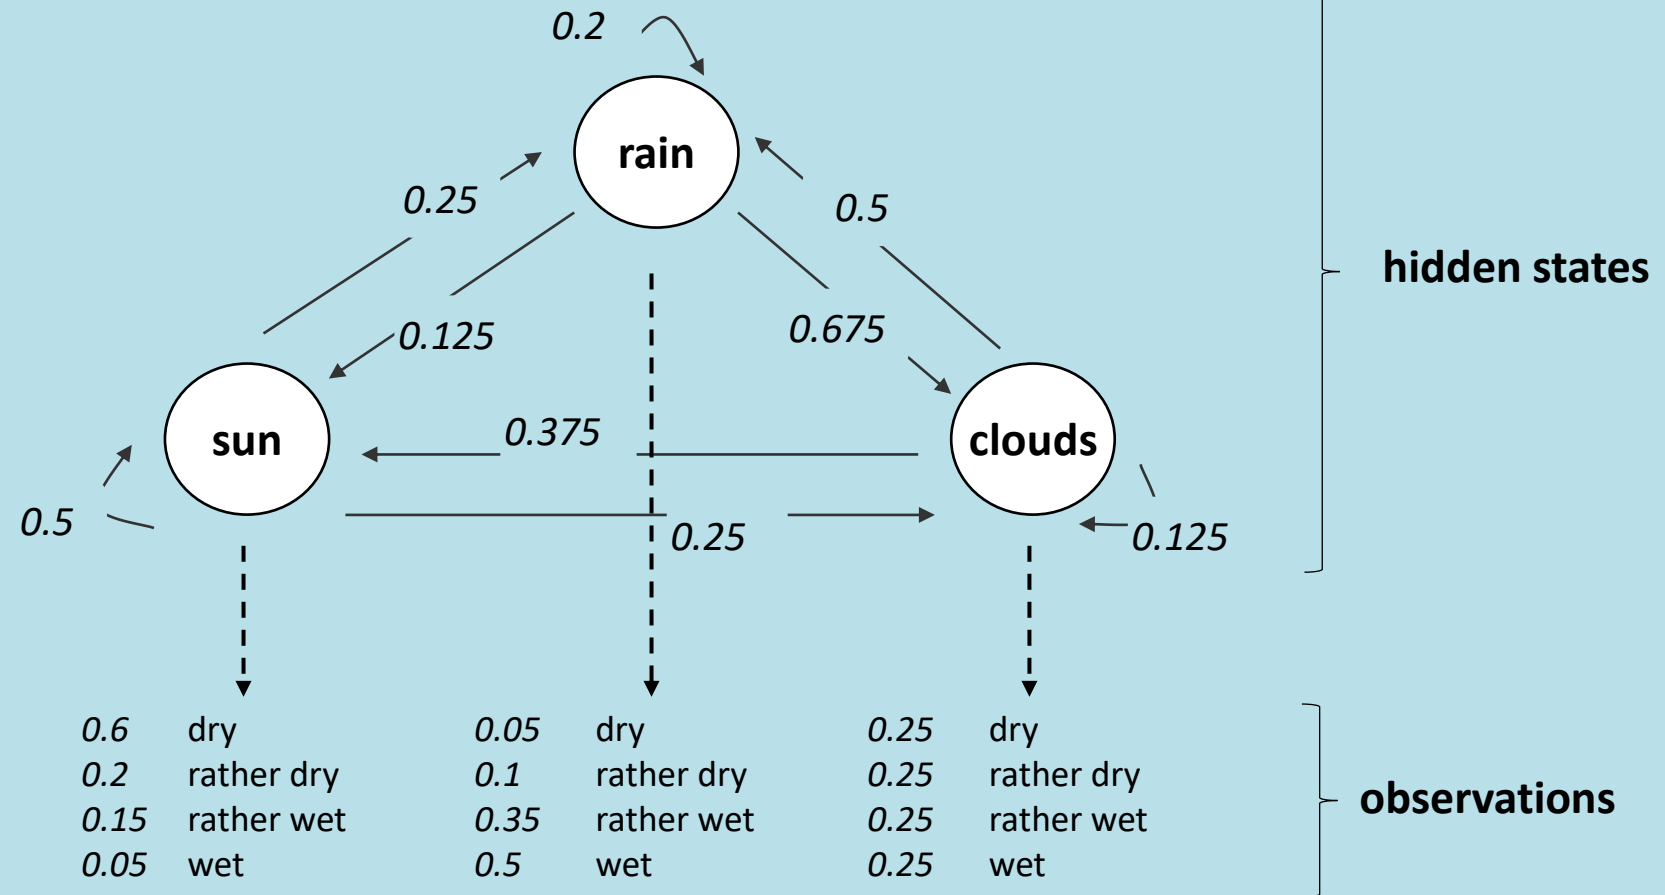 0.2
rain
0.25
0.5
hidden states
0.125
0.675
sun
0.375
clouds
0.5
0.25
0.125
0.6 dry 0.05 dry 0.25 dry
0.2 rather dry 0.1 rather dry 0.25 rather dry
0.15 rather wet 0.35 rather wet 0.25 rather wet
0.05 wet 0.5 wet 0.25 wet
observations